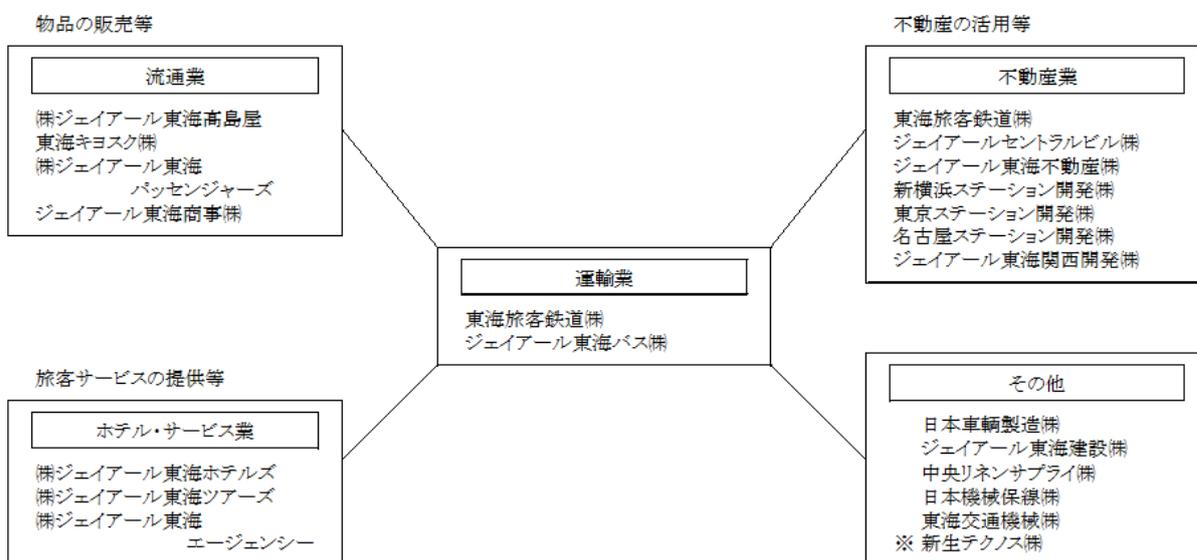 物品の販売等
流通業
㈱ジェイアール東海髙島屋
東海キヨスク㈱
㈱ジェイアール東海
パッセンジャーズ
ジェイアール東海商事㈱
不動産の活用等
不動産業
東海旅客鉄道㈱
ジェイアールセントラルビル㈱
ジェイアール東海不動産㈱
新横浜ステーション開発㈱
東京ステーション開発㈱
名古屋ステーション開発㈱
ジェイアール東海関西開発㈱
運輸業
東海旅客鉄道㈱
ジェイアール東海バス㈱
旅客サービスの提供等
ホテル・サービス業
㈱ジェイアール東海ホテルズ
㈱ジェイアール東海ツアーズ
㈱ジェイアール東海
エージェンシー
その他
日本車輌製造㈱
ジェイアール東海建設㈱
中央リネンサプライ㈱
日本機械保線㈱
東海交通機械㈱
※ 新生テクノス㈱